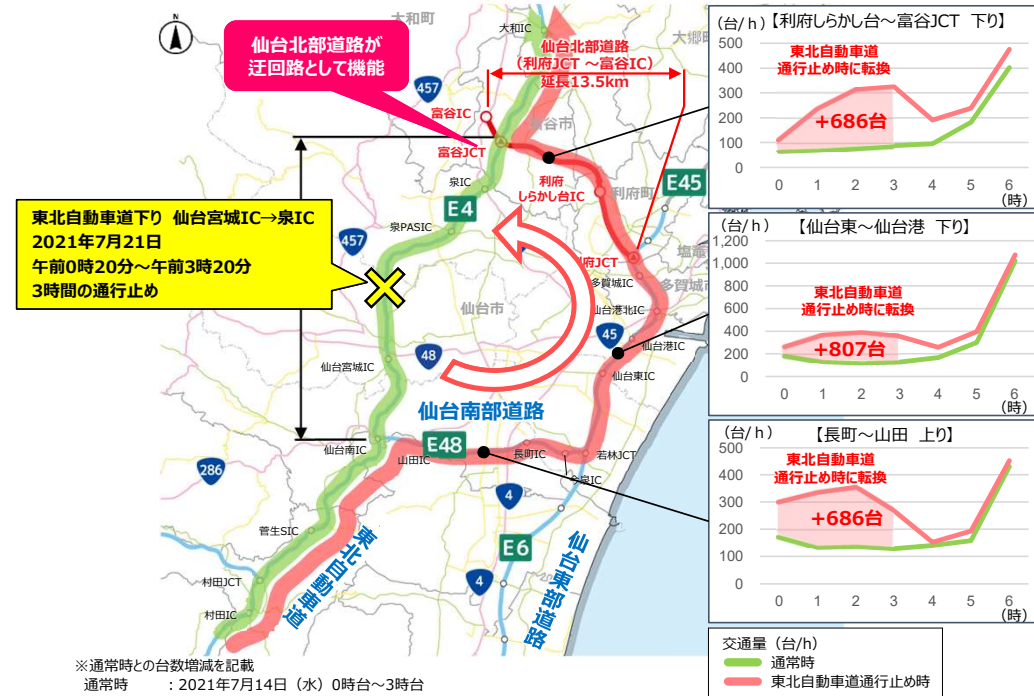 仙台北部道路が
迂回路として機能
仙台北部道路
(利府JCT ～富谷IC)
延長13.5km
大和町
大和IC
大郷町
457
富谷IC
富谷市
富谷JCT
泉IC
利府
しらかし台IC
利府町
E45
E4
泉PASIC
457
利府JCT
塩竈
多賀城IC
多賀城市
仙台市
仙台港北IC
45
仙台港IC
48
仙台宮城IC
仙台東IC
仙台南部道路
E48
仙台南IC
山田IC
長町IC
若林JCT
今泉IC
286
4
菅生SIC
E6
東北自動車道
仙台東部道路
4
村田JCT
村田IC
東北自動車道下り 仙台宮城IC→泉IC
2021年7月21日
午前0時20分～午前3時20分
3時間の通行止め
※通常時との台数増減を記載
通常時 ：2021年7月14日（水）0時台～3時台
(台/h) 【利府しらかし台～富谷JCT 下り】
500
400
300
200
100
0
東北自動車道
通行止め時に転換
+686台
0 1 2 3 4 5 6
(時)
(台/h) 【仙台東～仙台港 下り】
1,200
1,000
800
600
400
200
0
東北自動車道
通行止め時に転換
+807台
0 1 2 3 4 5 6
(時)
(台/h) 【長町～山田 上り】
500
400
300
200
100
0
東北自動車道
通行止め時に転換
+686台
0 1 2 3 4 5 6
(時)
交通量（台/h）
通常時
東北自動車道通行止め時